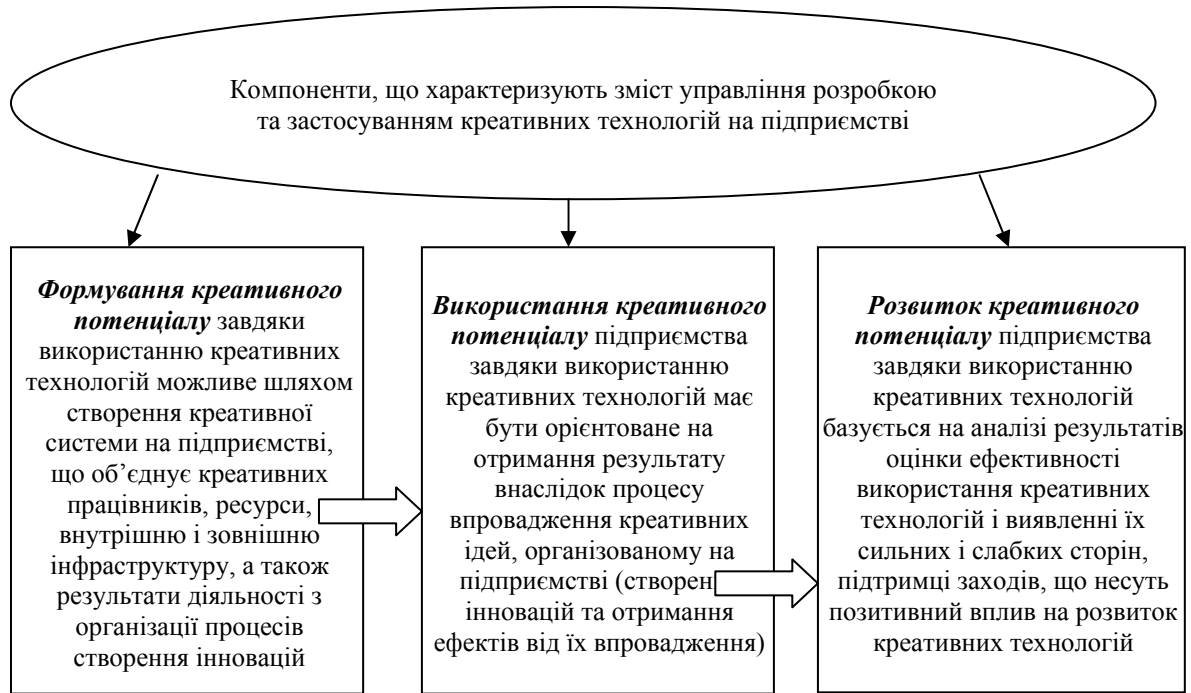 Компоненти, що характеризують зміст управління розробкою
та застосуванням креативних технологій на підприємстві
Формування креативного
потенціалу завдяки
використанню креативних
технологій можливе шляхом
створення креативної
системи на підприємстві,
що об’єднує креативних
працівників, ресурси,
внутрішню і зовнішню
інфраструктуру, а також
результати діяльності з
організації процесів
створення інновацій
Використання креативного
потенціалу підприємства
завдяки використанню
креативних технологій має
бути орієнтоване на
отримання результату
внаслідок процесу
впровадження креативних
ідей, організованому на
підприємстві (створен
інновацій та отримання
ефектів від їх впровадження)
Розвиток креативного
потенціалу підприємства
завдяки використанню
креативних технологій
базується на аналізі результатів
оцінки ефективності
використання креативних
технологій і виявленні їх
сильних і слабких сторін,
підтримці заходів, що несуть
позитивний вплив на розвиток
креативних технологій